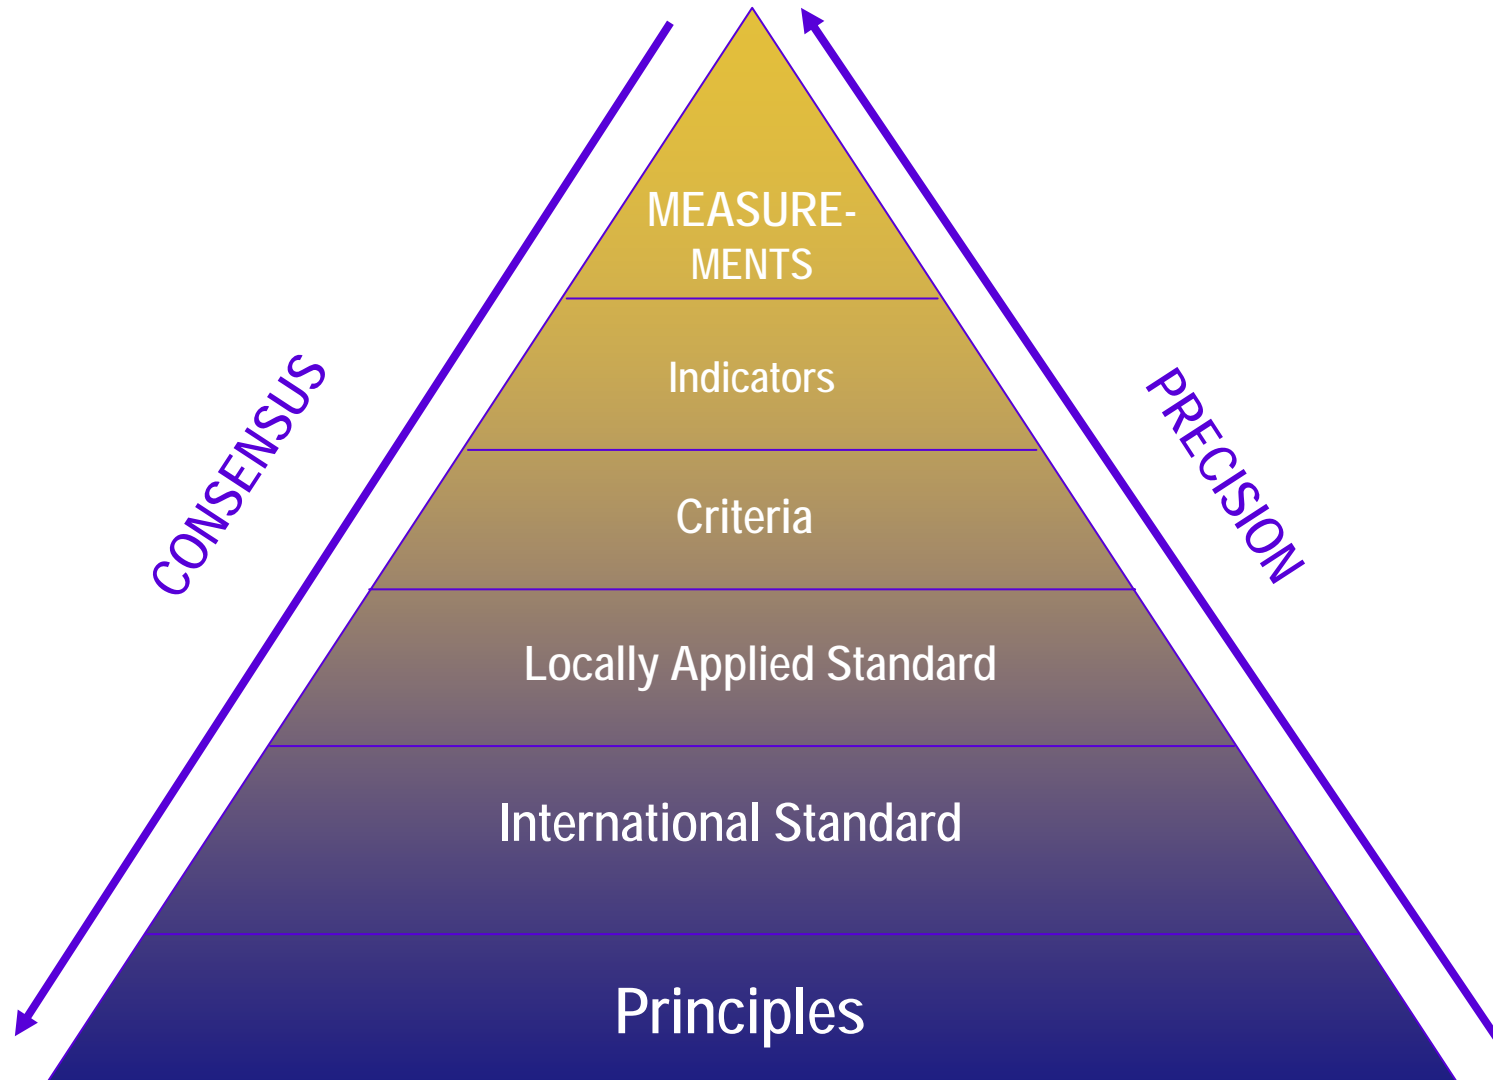 MEASURE-
MENTS
Indicators
CONSENSUS
PRECISION
Criteria
Locally Applied Standard
International Standard
Principles